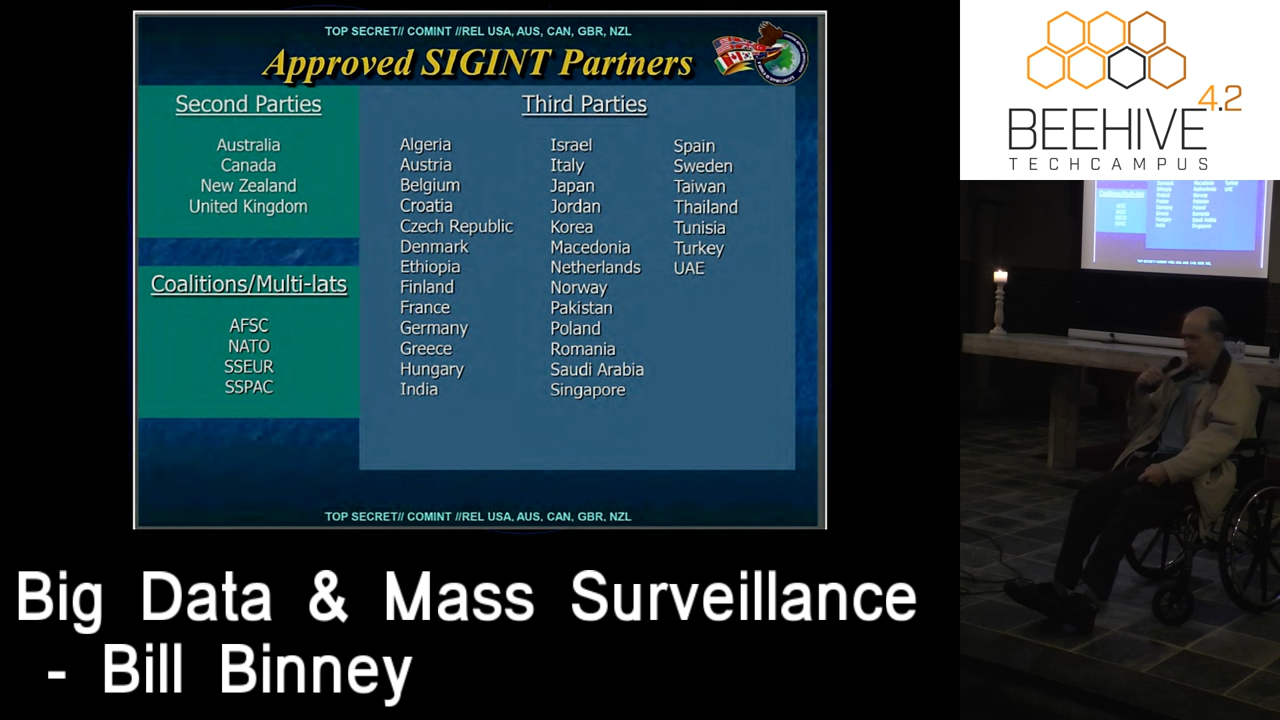 TOP SECRET// COMINT //REL USA, AUS, CAN, GBR, NZL
Approved SIGINT Partners
Second Parties
Australia
Canada
New Zealand
United Kingdom
Coalitions/Multi-lats
AFSC
NATO
SSEUR
SSPAC
Third Parties
Algeria
Austria
Belgium
Croatia
Czech Republic
Denmark
Ethiopia
Finland
France
Germany
Greece
Hungary
India
Israel
Italy
Japan
Jordan
Korea
Macedonia
Netherlands
Norway
Pakistan
Poland
Romania
Saudi Arabia
Singapore
Spain
Sweden
Taiwan
Thailand
Tunisia
Turkey
UAE
TOP SECRET// COMINT //REL USA, AUS, CAN, GBR, NZL
Big Data & Mass Surveillance
- Bill Binney
4.2
BEEHIVE
TECHCAMPUS